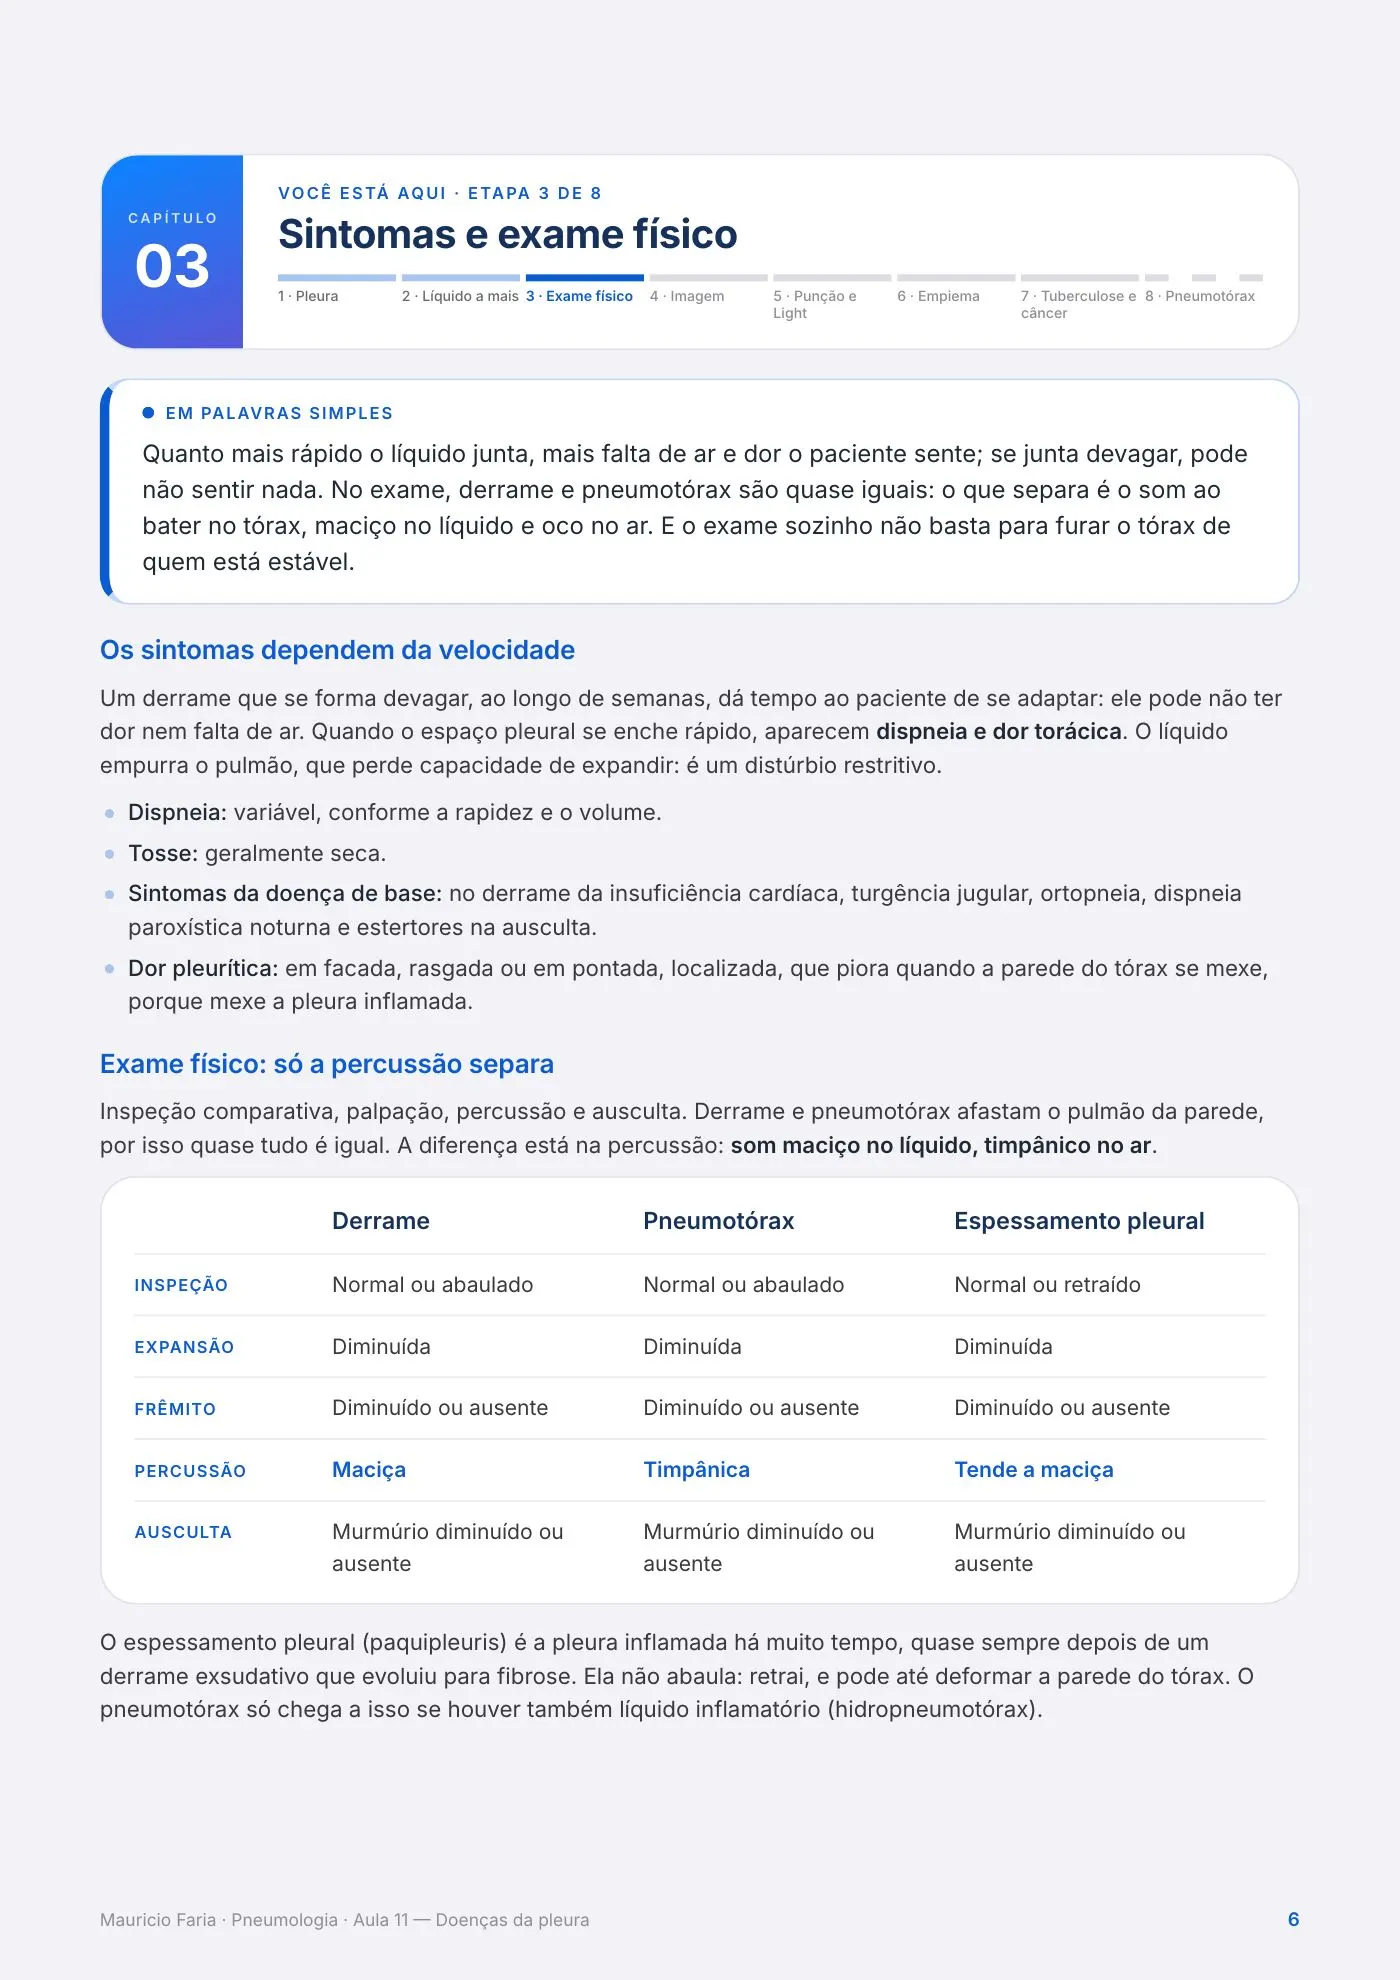 CAPÍTULO
03
VOCÊ ESTÁ AQUI · ETAPA 3 DE 8
Sintomas e exame físico
1 · Pleura
2 · Líquido a mais
3 · Exame físico
4 · Imagem
5 · Punção e
Light
6 · Empiema
7 · Tuberculose e
câncer
8 · Pneumotórax
EM PALAVRAS SIMPLES
Quanto mais rápido o líquido junta, mais falta de ar e dor o paciente sente; se junta devagar, pode
não sentir nada. No exame, derrame e pneumotórax são quase iguais: o que separa é o som ao
bater no tórax, maciço no líquido e oco no ar. E o exame sozinho não basta para furar o tórax de
quem está estável.
Os sintomas dependem da velocidade
Um derrame que se forma devagar, ao longo de semanas, dá tempo ao paciente de se adaptar: ele pode não ter
dor nem falta de ar. Quando o espaço pleural se enche rápido, aparecem dispneia e dor torácica. O líquido
empurra o pulmão, que perde capacidade de expandir: é um distúrbio restritivo.
Dispneia: variável, conforme a rapidez e o volume.
Tosse: geralmente seca.
Sintomas da doença de base: no derrame da insuficiência cardíaca, turgência jugular, ortopneia, dispneia
paroxística noturna e estertores na ausculta.
Dor pleurítica: em facada, rasgada ou em pontada, localizada, que piora quando a parede do tórax se mexe,
porque mexe a pleura inflamada.
Exame físico: só a percussão separa
Inspeção comparativa, palpação, percussão e ausculta. Derrame e pneumotórax afastam o pulmão da parede,
por isso quase tudo é igual. A diferença está na percussão: som maciço no líquido, timpânico no ar.
Derrame Pneumotórax Espessamento pleural
INSPEÇÃO Normal ou abaulado Normal ou abaulado Normal ou retraído
EXPANSÃO Diminuída Diminuída Diminuída
FRÊMITO Diminuído ou ausente Diminuído ou ausente Diminuído ou ausente
PERCUSSÃO Maciça Timpânica Tende a maciça
AUSCULTA Murmúrio diminuído ou Murmúrio diminuído ou Murmúrio diminuído ou
ausente ausente ausente
O espessamento pleural (paquipleuris) é a pleura inflamada há muito tempo, quase sempre depois de um
derrame exsudativo que evoluiu para fibrose. Ela não abaula: retrai, e pode até deformar a parede do tórax. O
pneumotórax só chega a isso se houver também líquido inflamatório (hidropneumotórax).
Mauricio Faria · Pneumologia · Aula 11 — Doenças da pleura
6